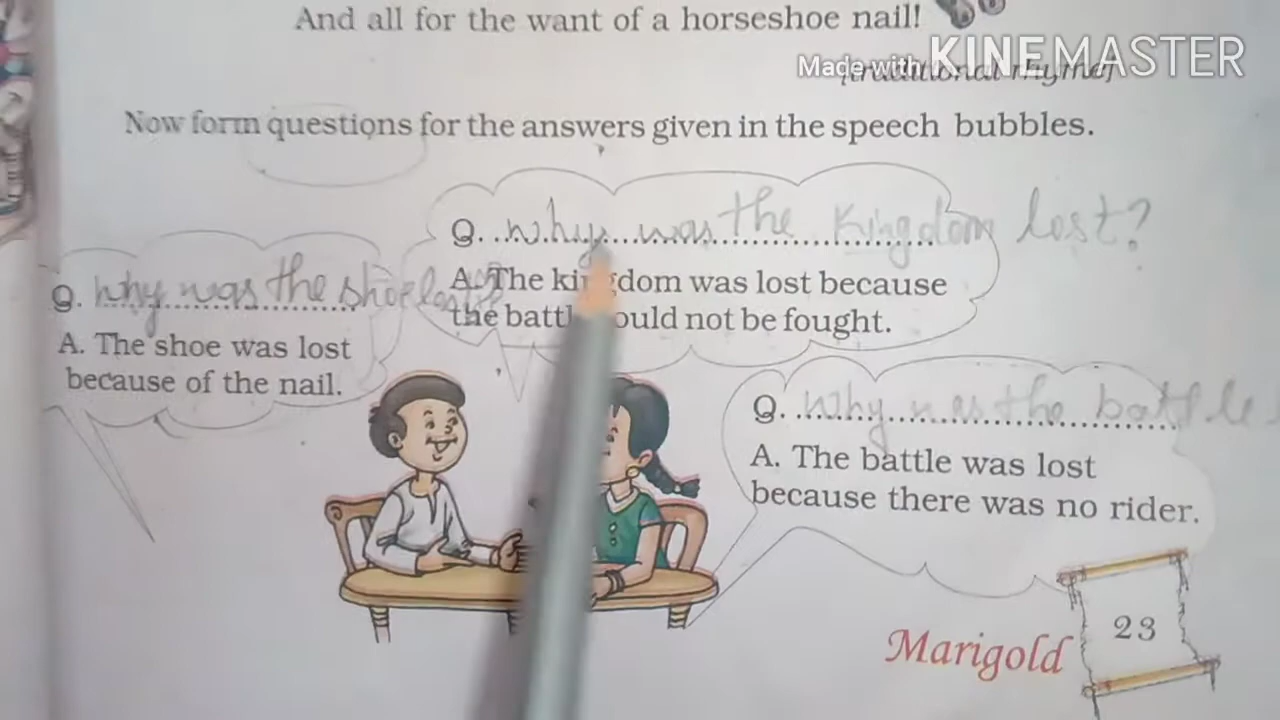 And all for the want of a horseshoe nail!
Made with KINEMASTER
[traditional rhyme]
Now form questions for the answers given in the speech bubbles.
Q. why was the Kingdom lost?
A. The kingdom was lost because
the battle could not be fought.
Q. why was the shoe lost
A. The shoe was lost
because of the nail.
Q. why was the battle
A. The battle was lost
because there was no rider.
Marigold
23